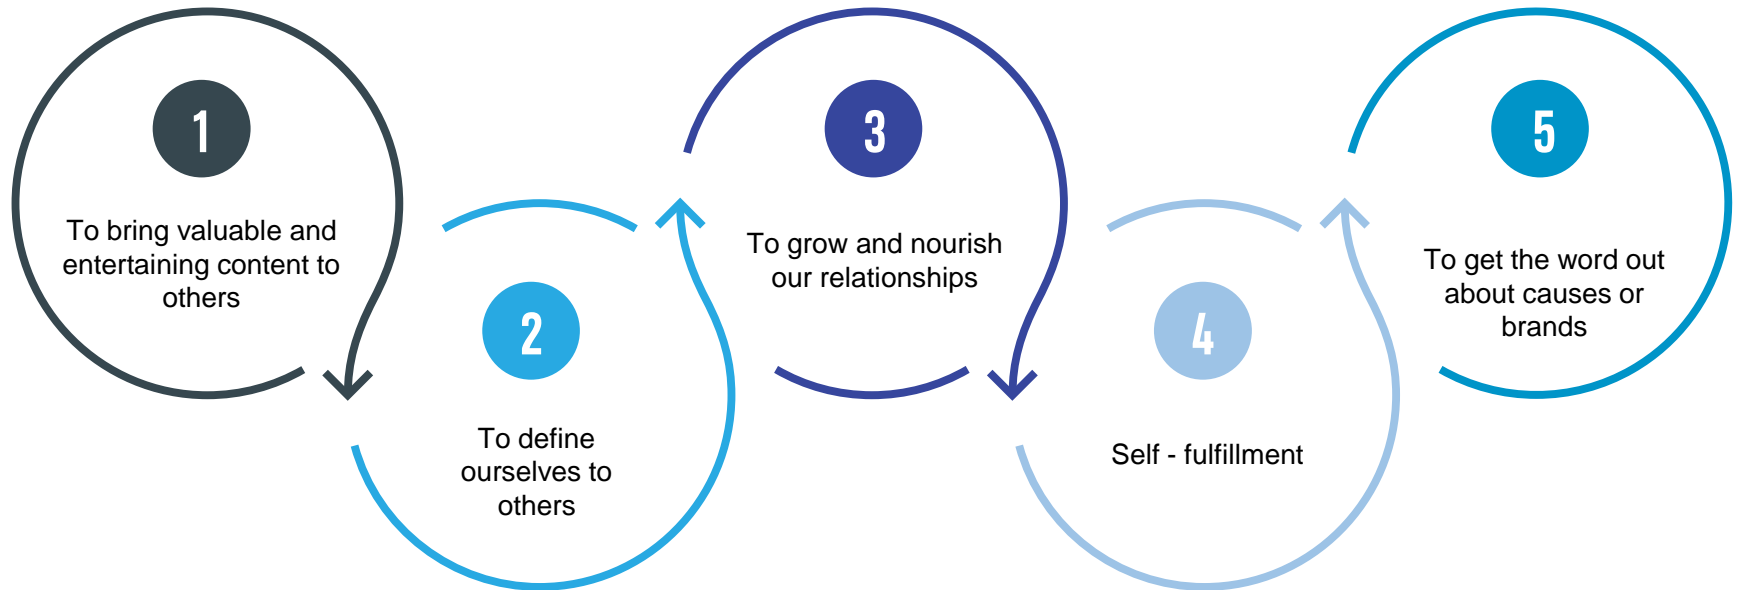 1
To bring valuable and
entertaining content to
others
2
To define
ourselves to
others
3
To grow and nourish
our relationships
4
Self - fulfillment
5
To get the word out
about causes or
brands